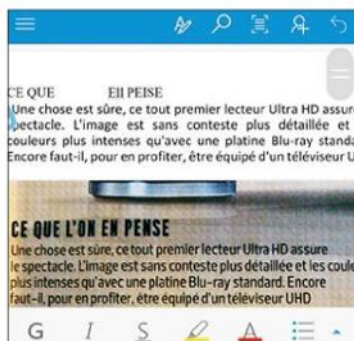 CE QUE EII PEISE
Une chose est sûre, ce tout premier lecteur Ultra HD assur
spectacle. L'image est sans conteste plus détaillée et
couleurs plus intenses qu'avec une platine Blu-ray standa
Encore faut-il, pour en profiter, être équipé d'un téléviseur U
CE QUE L'ON EN PENSE
Une chose est sûre, ce tout premier lecteur Ultra HD assure
le spectacle. L'image est sans conteste plus détaillée et les coule
plus intenses qu'avec une platine Blu-ray standard. Encore
faut-il, pour en profiter, être équipé d'un téléviseur UHD
G I S A